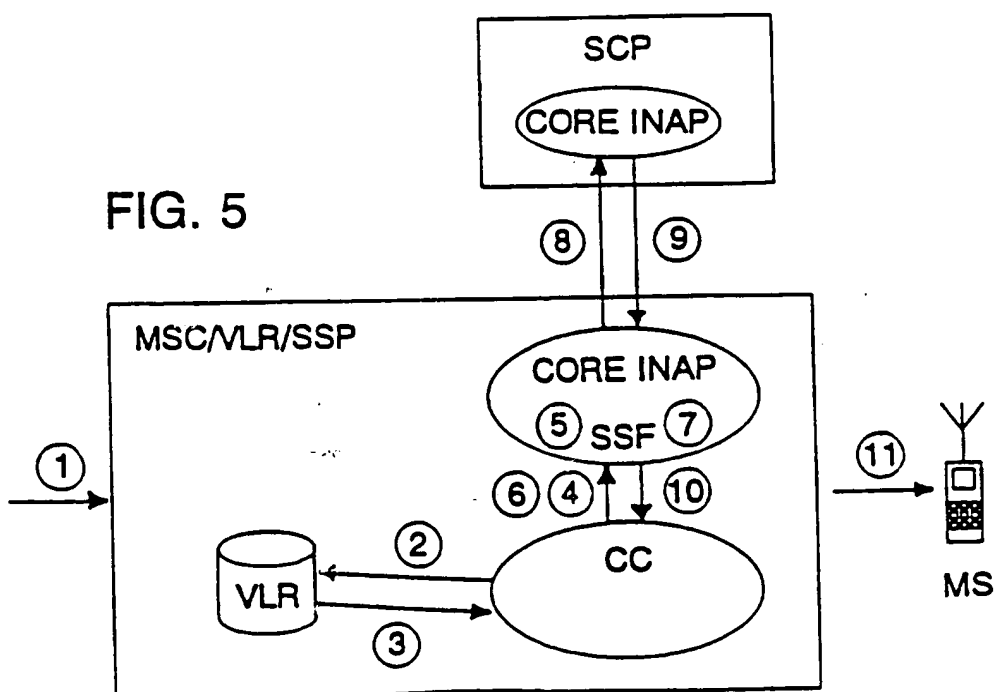 SCP
CORE INAP
FIG. 5
8 9
MSC/VLR/SSP
CORE INAP
5 SSF 7
1
11
6 4 10
2
CC
VLR
3
MS